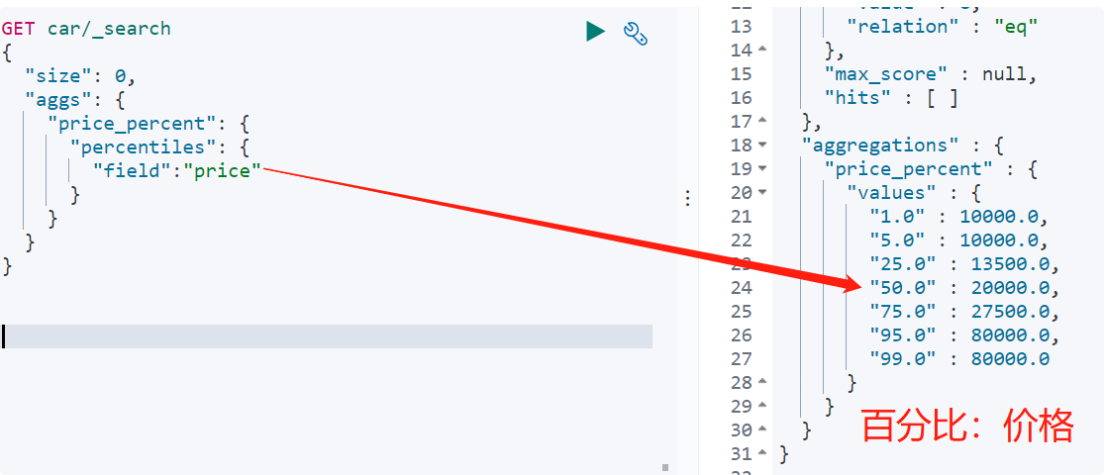 GET car/_search
{
"size": 0,
"aggs": {
"price_percent": {
"percentiles": {
"field":"price"
}
}
}
}
13 "relation" : "eq"
14 },
15 "max_score" : null,
16 "hits" : [ ]
17 },
18 "aggregations" : {
19 "price_percent" : {
20 "values" : {
21 "1.0" : 10000.0,
22 "5.0" : 10000.0,
23 "25.0" : 13500.0,
24 "50.0" : 20000.0,
25 "75.0" : 27500.0,
26 "95.0" : 80000.0,
27 "99.0" : 80000.0
28 }
29 }
30 }
31 }
百分比：价格